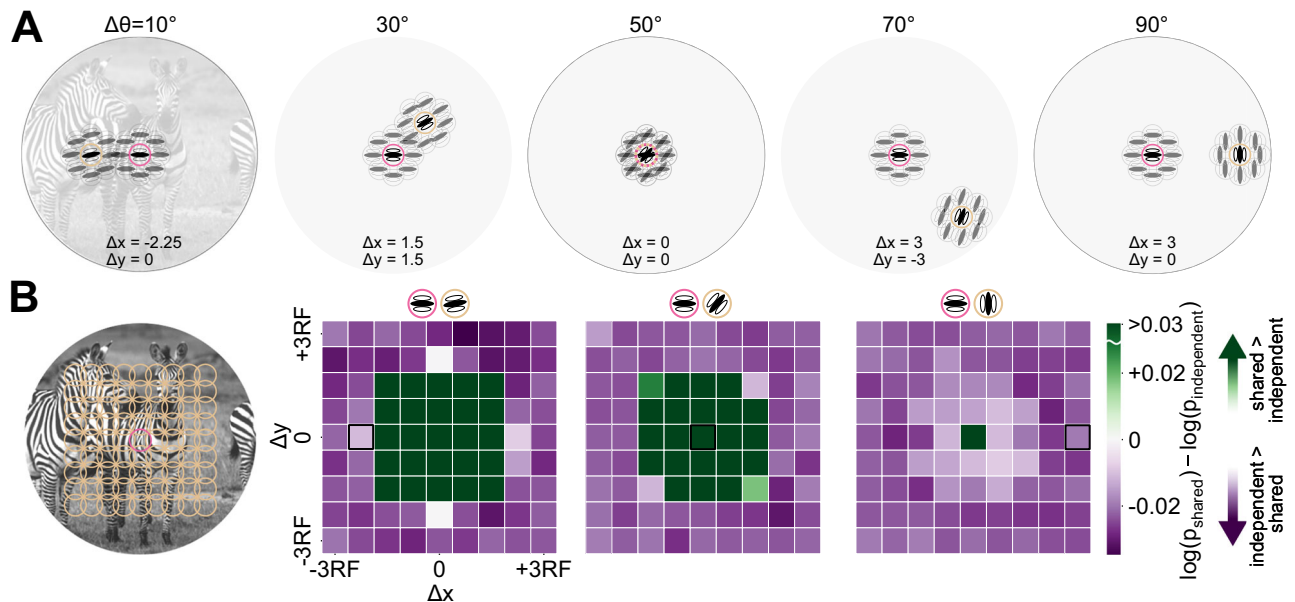 A
Δθ=10°
30°
50°
70°
90°
Δx = -2.25
Δy = 0
Δx = 1.5
Δy = 1.5
Δx = 0
Δy = 0
Δx = 3
Δy = -3
Δx = 3
Δy = 0
B
+3RF
Δy
0
-3RF
-3RF
0
+3RF
Δx
>0.03
+0.02
0
-0.02
log(p_shared) − log(p_independent)
shared >
independent
independent >
shared